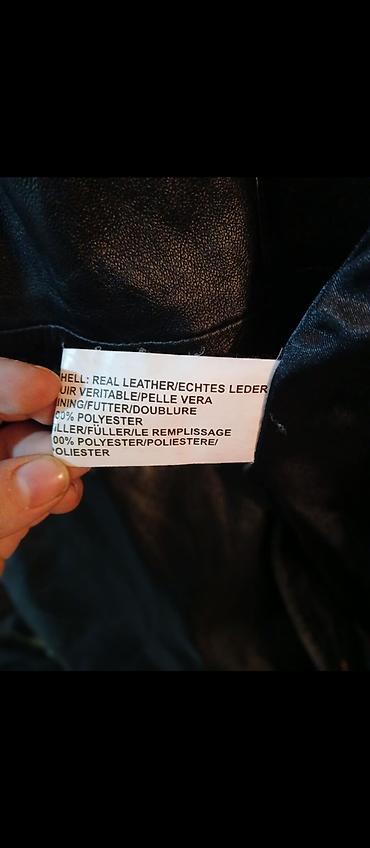 HELL: REAL LEATHER/ECHTES LEDER
UIR VERITABLE/PELLE VERA
INING/FUTTER/DOUBLURE
00% POLYESTER
ILLER/FÜLLER/LE REMPLISSAGE
00% POLYESTER/POLIESTERE/
OLIESTER